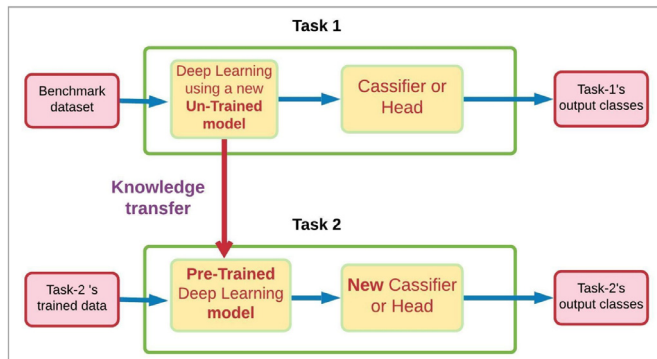 Task 1
Benchmark
dataset
Deep Learning
using a new
Un-Trained
model
Cassifier or
Head
Task-1's
output classes
Knowledge
transfer
Task 2
Task-2 's
trained data
Pre-Trained
Deep Learning
model
New Cassifier
or Head
Task-2's
output classes